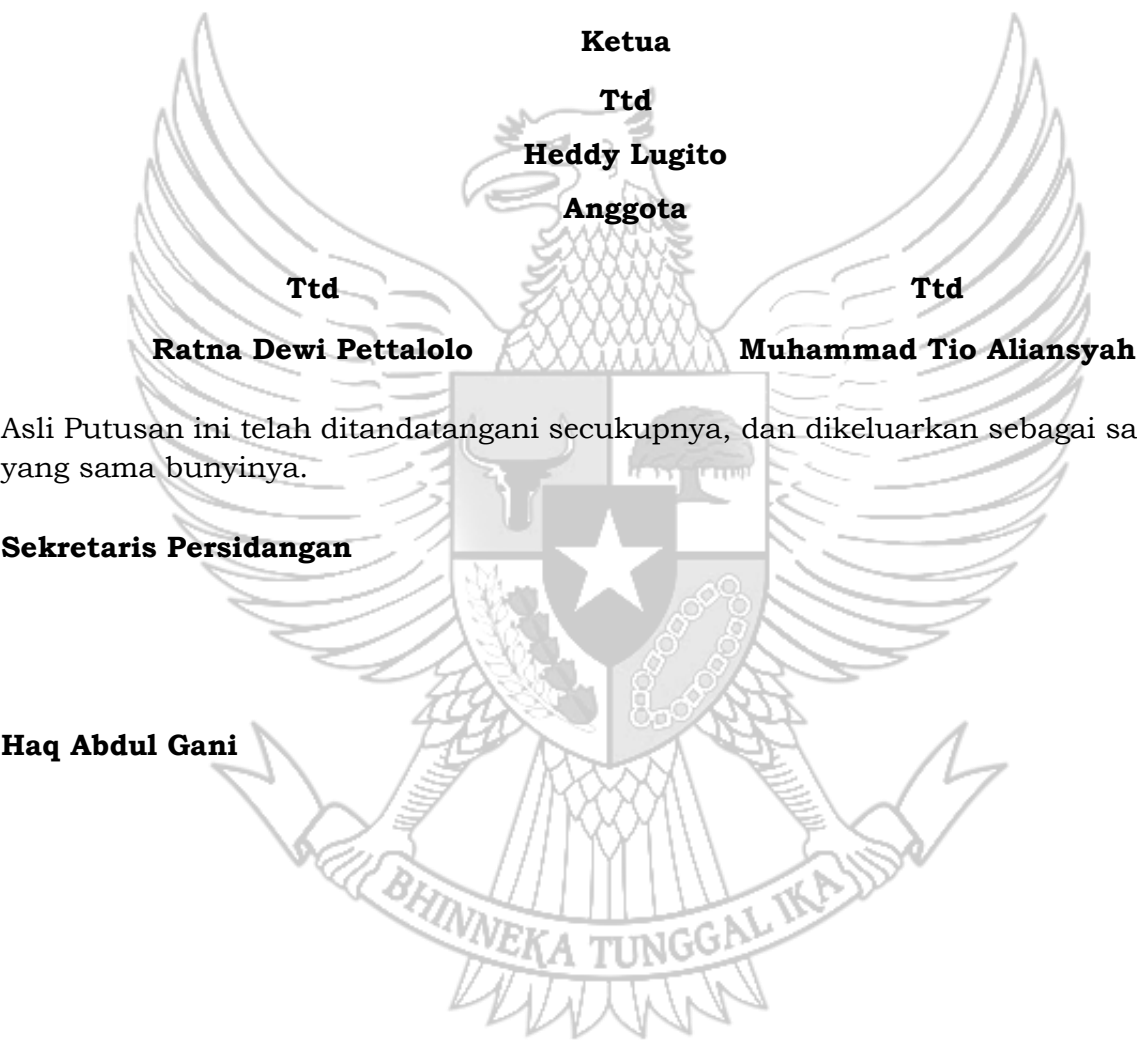 Ketua
Ttd
Heddy Lugito
Anggota
Ttd Ttd
Ratna Dewi Pettalolo Muhammad Tio Aliansyah
Asli Putusan ini telah ditandatangani secukupnya, dan dikeluarkan sebagai sa
yang sama bunyinya.
Sekretaris Persidangan
Haq Abdul Gani
BHINNEKA TUNGGAL IKA